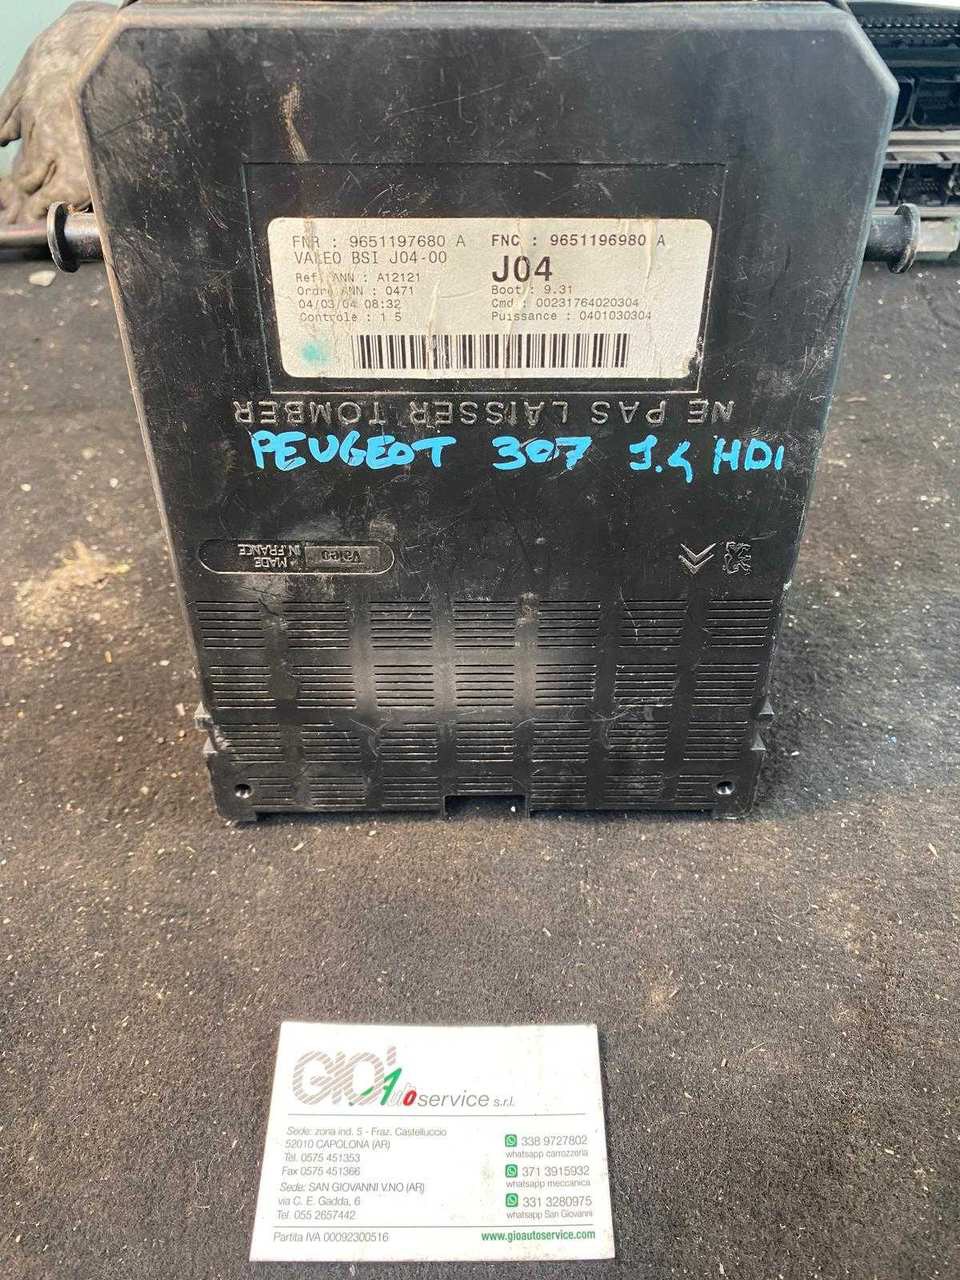 FNR : 9651197680 A
FNC : 9651196980 A
VALEO BSI J04-00
J04
Ref. ANN : A12121
Boot : 9.31
Ordre ANN : 0471
Cmd : 00231764020304
04/03/04 08:32
Puissance : 0401030304
Controle : 1 5
NE PAS LAISSER TOMBER
PEUGEOT 307 1.4 HDI
Valeo
MADE
IN FRANCE
GIO' Autoservice s.r.l.
Sede: zona ind. 5 - Fraz. Castelluccio
52010 CAPOLONA (AR)
Tel. 0575 451353
Fax 0575 451366
Sede: SAN GIOVANNI V.NO (AR)
via C. E. Gadda, 6
Tel. 055 2657442
Partita IVA 00092300516
338 9727802
whatsapp carrozzeria
371 3915932
whatsapp meccanica
331 3280975
whatsapp San Giovanni
www.gioautoservice.com